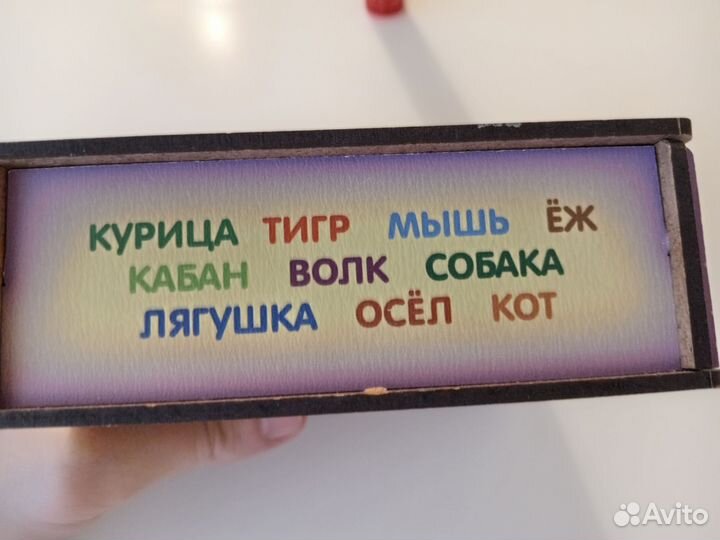 КУРИЦА ТИГР МЫШЬ ЁЖ
КАБАН ВОЛК СОБАКА
ЛЯГУШКА ОСЁЛ КОТ
Avito